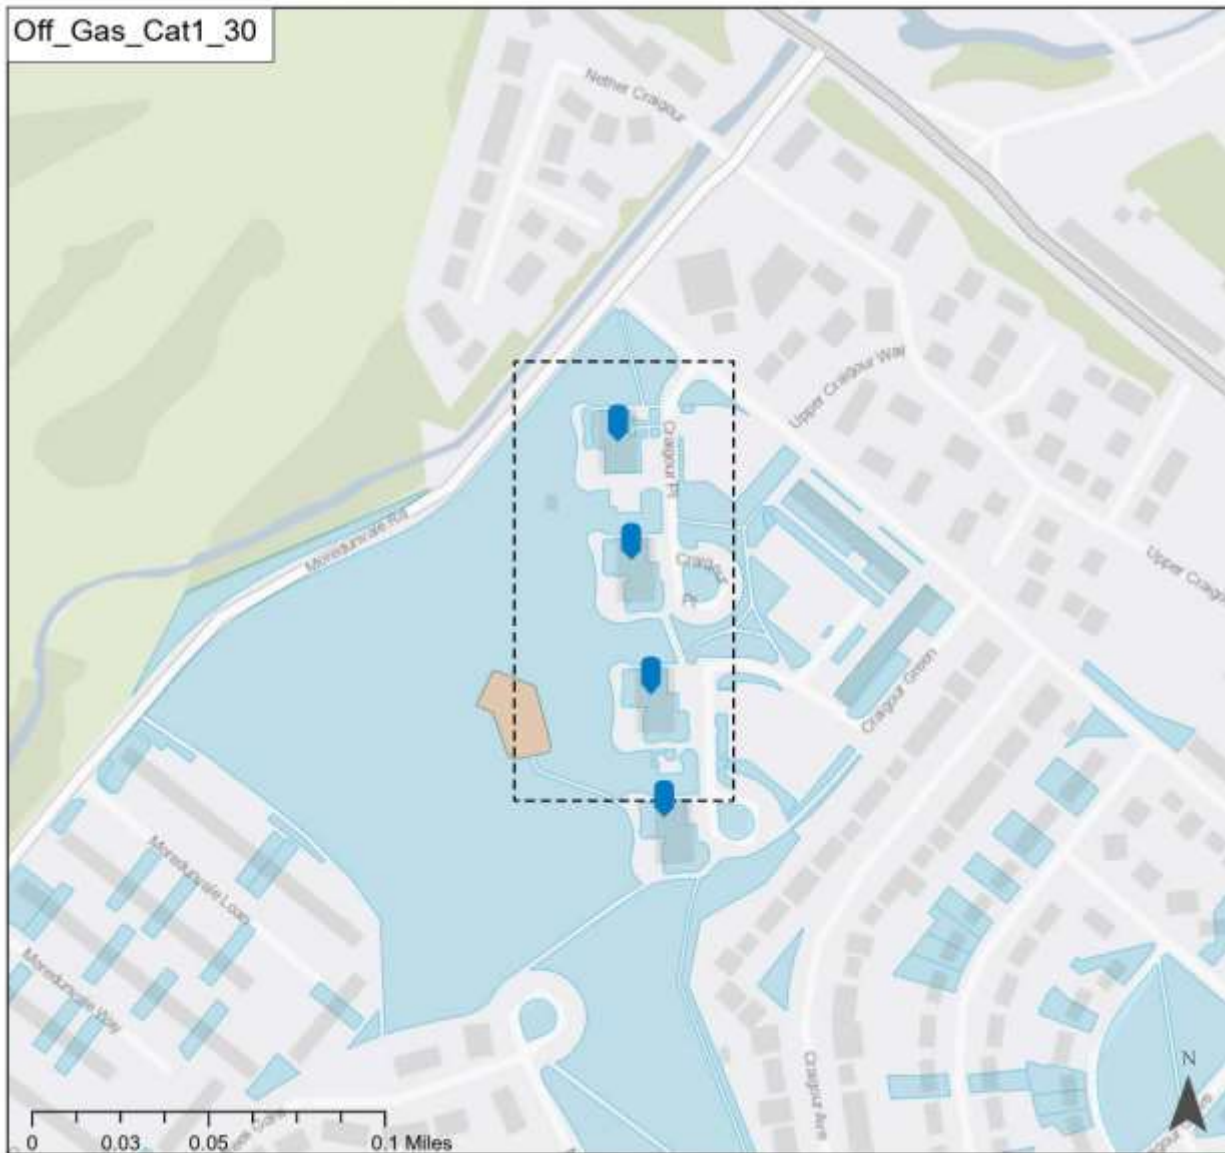 Off_Gas_Cat1_30
Nether Craigour
Upper Craigour Way
Craigour Pl
Moredunvale Rd
Craigour
Pl
Upper Craigou
Craigour Green
Moredunvale Loan
Moredunvale Way
Craigour Ave
N
0 0.03 0.05 0.1 Miles